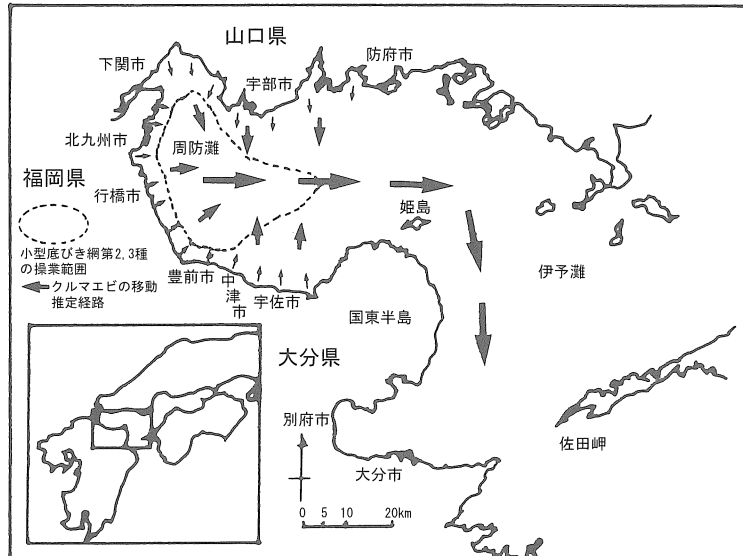 山口県
下関市
宇部市
防府市
北九州市
周防灘
福岡県
行橋市
姫島
小型底びき網第2,3種
の操業範囲
クルマエビの移動
推定経路
豊前市
中津市
宇佐市
伊予灘
国東半島
大分県
別府市
佐田岬
大分市
0 5 10 20km